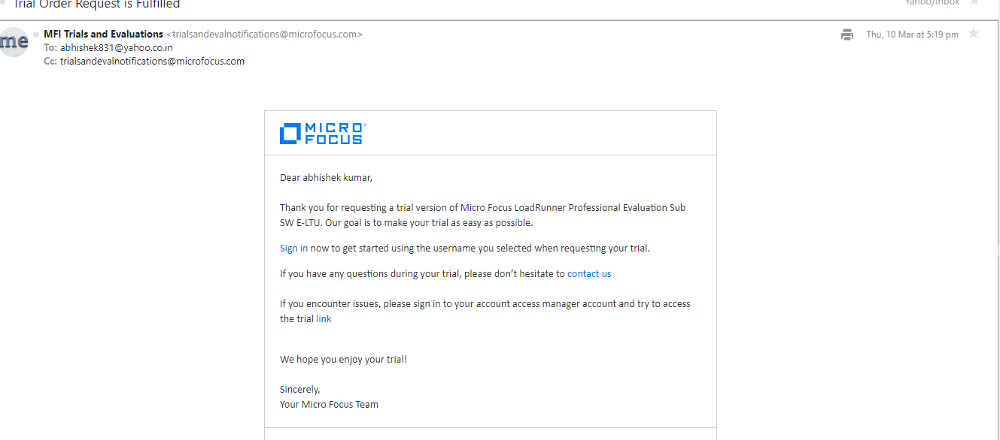 Trial Order Request is Fulfilled
Yahoo/Inbox
me
MFI Trials and Evaluations <trialsandevalnotifications@microfocus.com>
Thu, 10 Mar at 5:19 pm
To: abhishek831@yahoo.co.in
Cc: trialsandevalnotifications@microfocus.com
MICRO
FOCUS
Dear abhishek kumar,
Thank you for requesting a trial version of Micro Focus LoadRunner Professional Evaluation Sub
SW E-LTU. Our goal is to make your trial as easy as possible.
Sign in now to get started using the username you selected when requesting your trial.
If you have any questions during your trial, please don’t hesitate to contact us
If you encounter issues, please sign in to your account access manager account and try to access
the trial link
We hope you enjoy your trial!
Sincerely,
Your Micro Focus Team